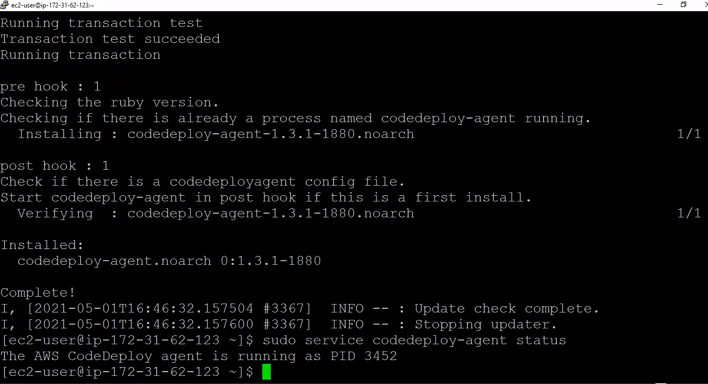 ec2-user@ip-172-31-62-123:~
Running transaction test
Transaction test succeeded
Running transaction
pre hook : 1
Checking the ruby version.
Checking if there is already a process named codedeploy-agent running.
  Installing : codedeploy-agent-1.3.1-1880.noarch 1/1
post hook : 1
Check if there is a codedeployagent config file.
Start codedeploy-agent in post hook if this is a first install.
  Verifying  : codedeploy-agent-1.3.1-1880.noarch 1/1
Installed:
  codedeploy-agent.noarch 0:1.3.1-1880
Complete!
I, [2021-05-01T16:46:32.157504 #3367]  INFO -- : Update check complete.
I, [2021-05-01T16:46:32.157600 #3367]  INFO -- : Stopping updater.
[ec2-user@ip-172-31-62-123 ~]$ sudo service codedeploy-agent status
The AWS CodeDeploy agent is running as PID 3452
[ec2-user@ip-172-31-62-123 ~]$